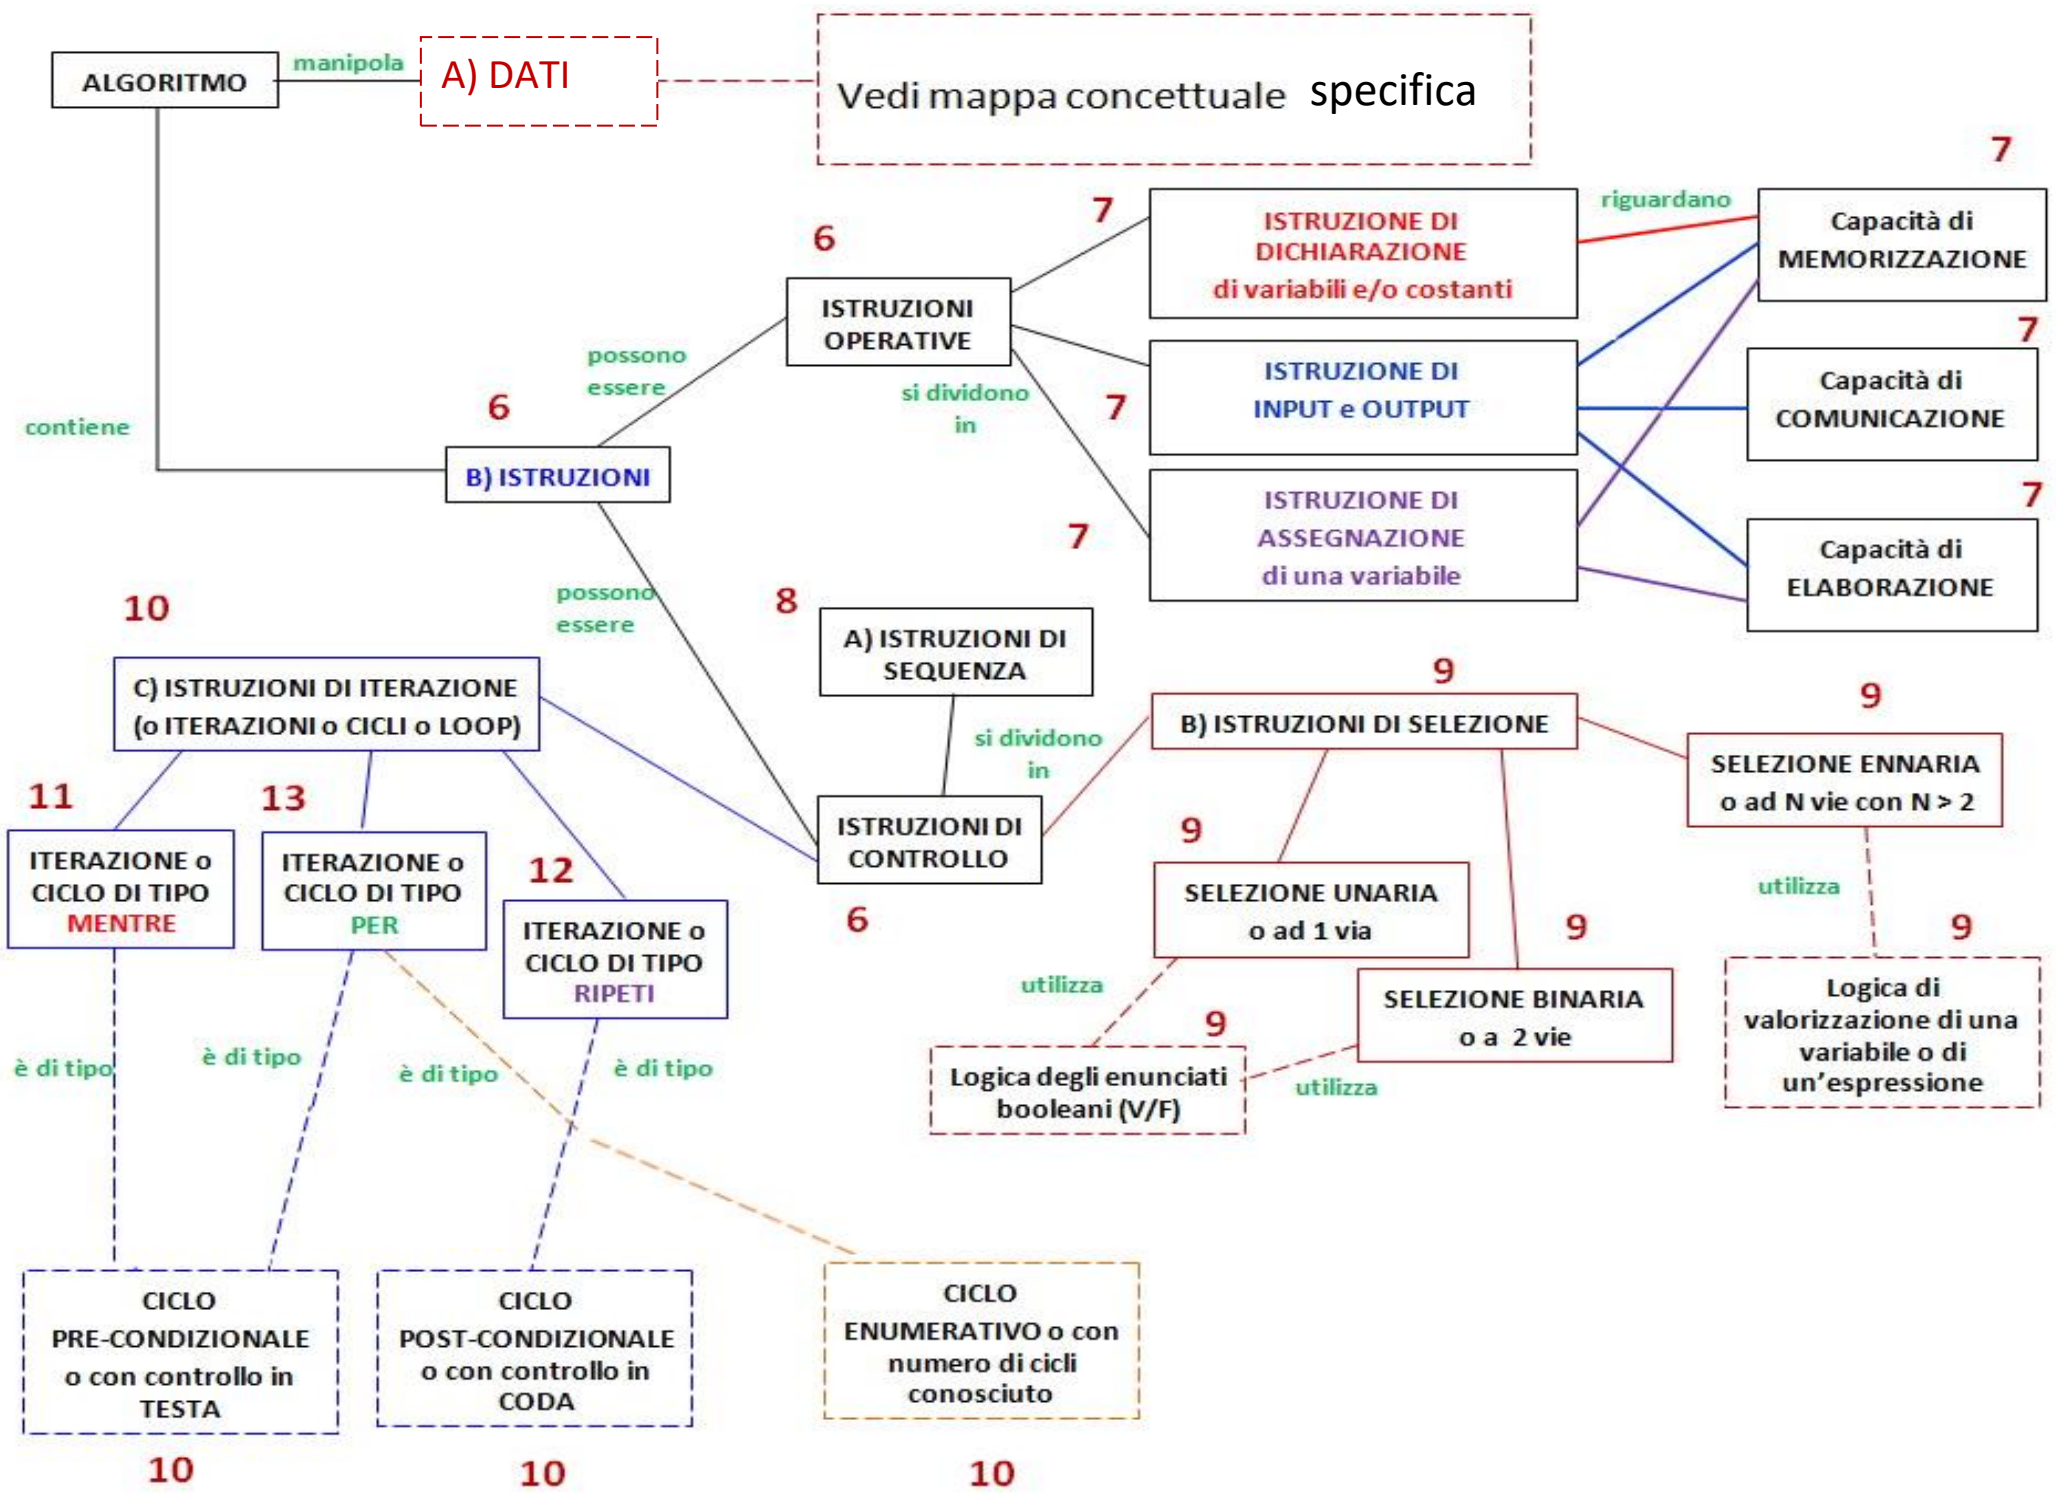 ALGORITMO
manipola
A) DATI
Vedi mappa concettuale specifica
7
7
ISTRUZIONE DI
DICHIARAZIONE
di variabili e/o costanti
riguardano
Capacità di
MEMORIZZAZIONE
6
ISTRUZIONI
OPERATIVE
possono
essere
si dividono
in
7
ISTRUZIONE DI
INPUT e OUTPUT
7
Capacità di
COMUNICAZIONE
contiene
6
B) ISTRUZIONI
7
ISTRUZIONE DI
ASSEGNAZIONE
di una variabile
7
Capacità di
ELABORAZIONE
possono
essere
8
A) ISTRUZIONI DI
SEQUENZA
10
C) ISTRUZIONI DI ITERAZIONE
(o ITERAZIONI o CICLI o LOOP)
si dividono
in
9
B) ISTRUZIONI DI SELEZIONE
9
SELEZIONE ENNARIA
o ad N vie con N > 2
ISTRUZIONI DI
CONTROLLO
6
11
ITERAZIONE o
CICLO DI TIPO
MENTRE
13
ITERAZIONE o
CICLO DI TIPO
PER
12
ITERAZIONE o
CICLO DI TIPO
RIPETI
9
SELEZIONE UNARIA
o ad 1 via
utilizza
9
SELEZIONE BINARIA
o a 2 vie
utilizza
9
Logica degli enunciati
booleani (V/F)
utilizza
9
Logica di
valorizzazione di una
variabile o di
un’espressione
è di tipo
è di tipo
è di tipo
è di tipo
CICLO
PRE-CONDIZIONALE
o con controllo in
TESTA
10
CICLO
POST-CONDIZIONALE
o con controllo in
CODA
10
CICLO
ENUMERATIVO o con
numero di cicli
conosciuto
10